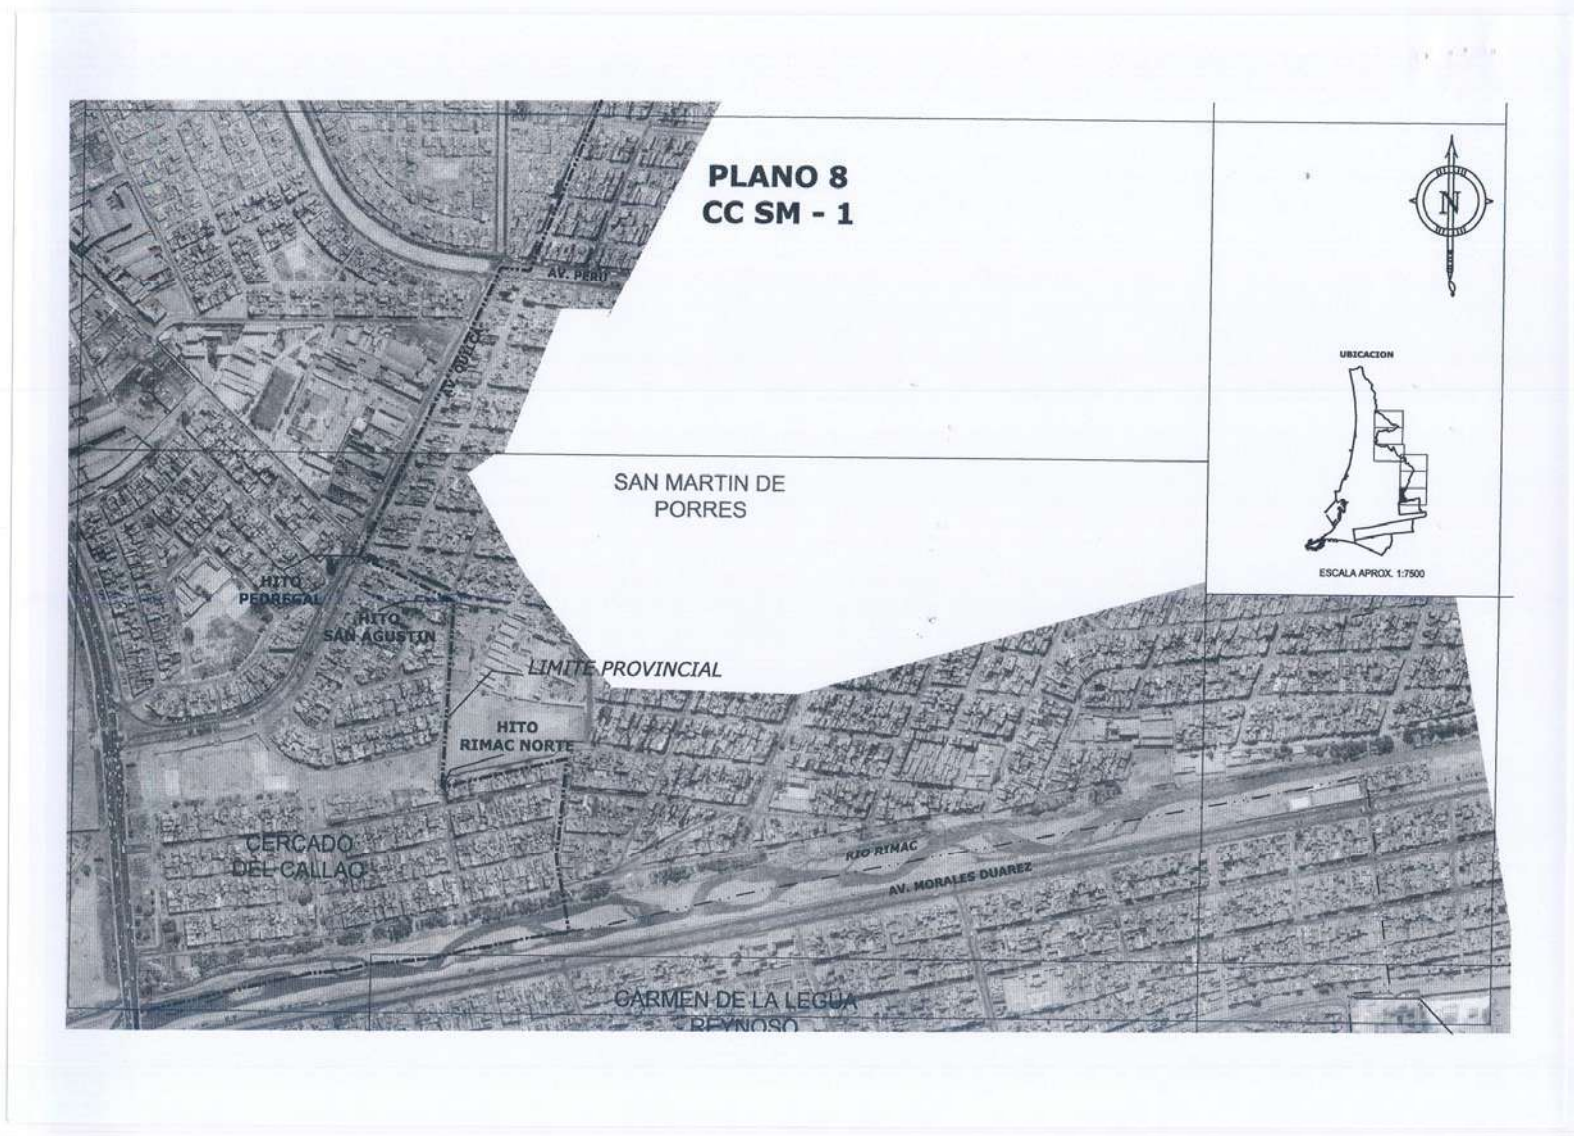 PLANO 8
CC SM - 1
N
AV. PERU
AV. QUILCA
UBICACION
ESCALA APROX. 1:7500
SAN MARTIN DE
PORRES
HITO
PEDREGAL
HITO
SAN AGUSTIN
LIMITE PROVINCIAL
HITO
RIMAC NORTE
CERCADO
DEL CALLAO
RIO RIMAC
AV. MORALES DUAREZ
CARMEN DE LA LEGUA
REYNOSO